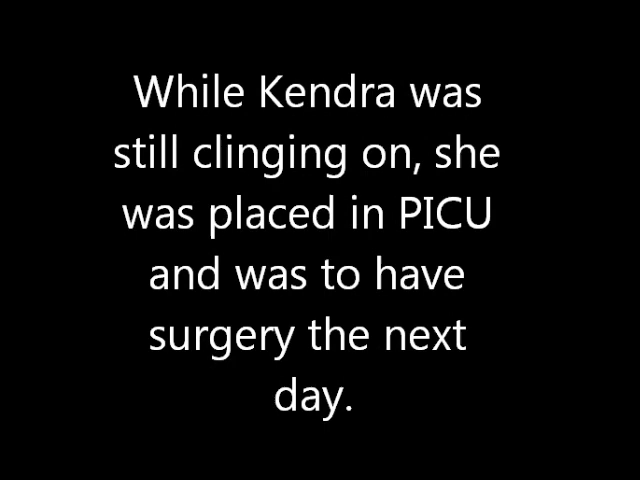 While Kendra was
still clinging on, she
was placed in PICU
and was to have
surgery the next
day.